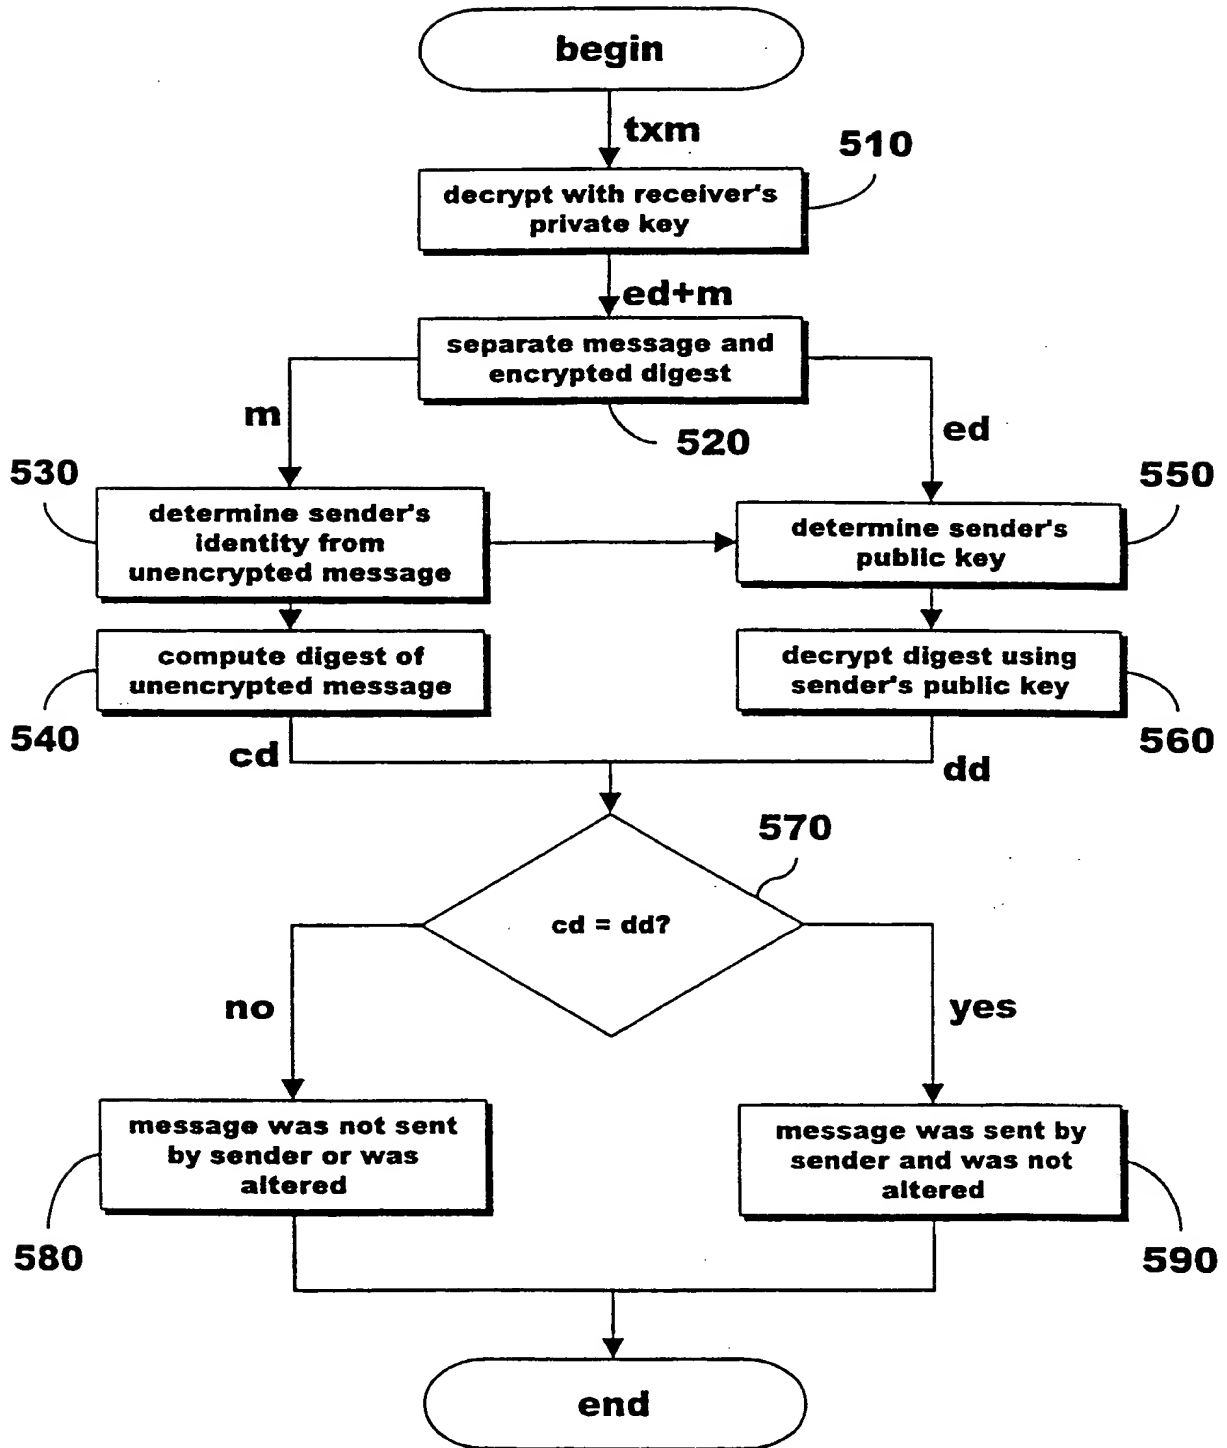 begin
txm
510
decrypt with receiver's
private key
ed+m
separate message and
encrypted digest
m
520
ed
530
determine sender's
identity from
unencrypted message
550
determine sender's
public key
540
compute digest of
unencrypted message
560
decrypt digest using
sender's public key
cd
dd
570
cd = dd?
no
yes
580
message was not sent
by sender or was
altered
590
message was sent by
sender and was not
altered
end